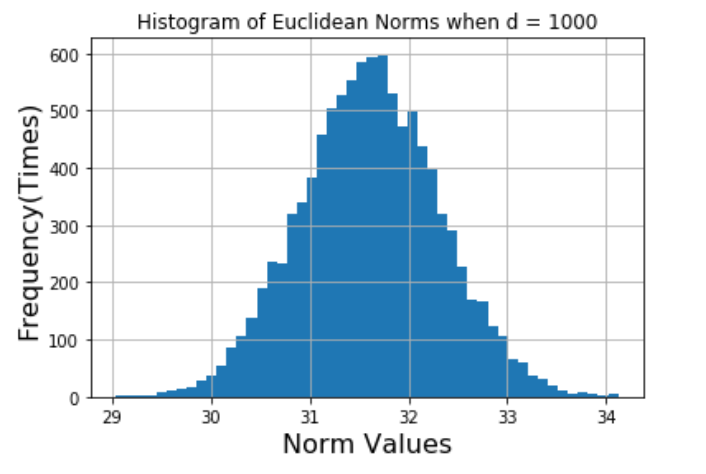 Histogram of Euclidean Norms when d = 1000
600
500
400
300
200
100
0
Frequency(Times)
29 30 31 32 33 34
Norm Values